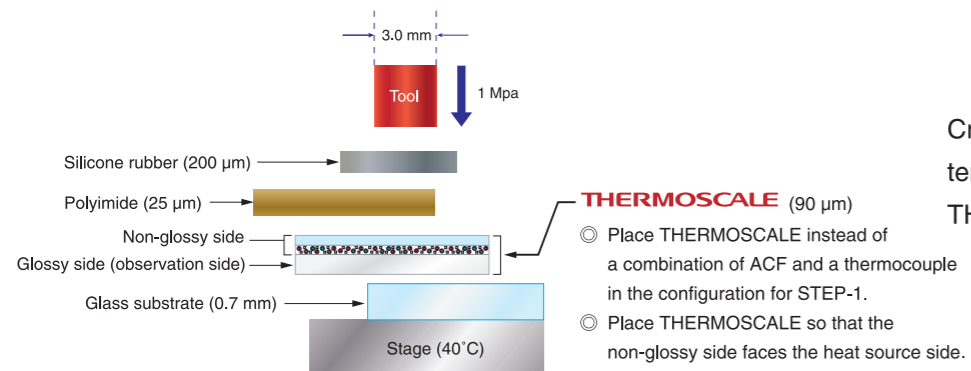 3.0 mm
Tool
1 Mpa
Silicone rubber (200 μm)
Polyimide (25 μm)
Non-glossy side
Glossy side (observation side)
Glass substrate (0.7 mm)
Stage (40˚C)
THERMOSCALE (90 μm)
◎ Place THERMOSCALE instead of
a combination of ACF and a thermocouple
in the configuration for STEP-1.
◎ Place THERMOSCALE so that the
non-glossy side faces the heat source side.